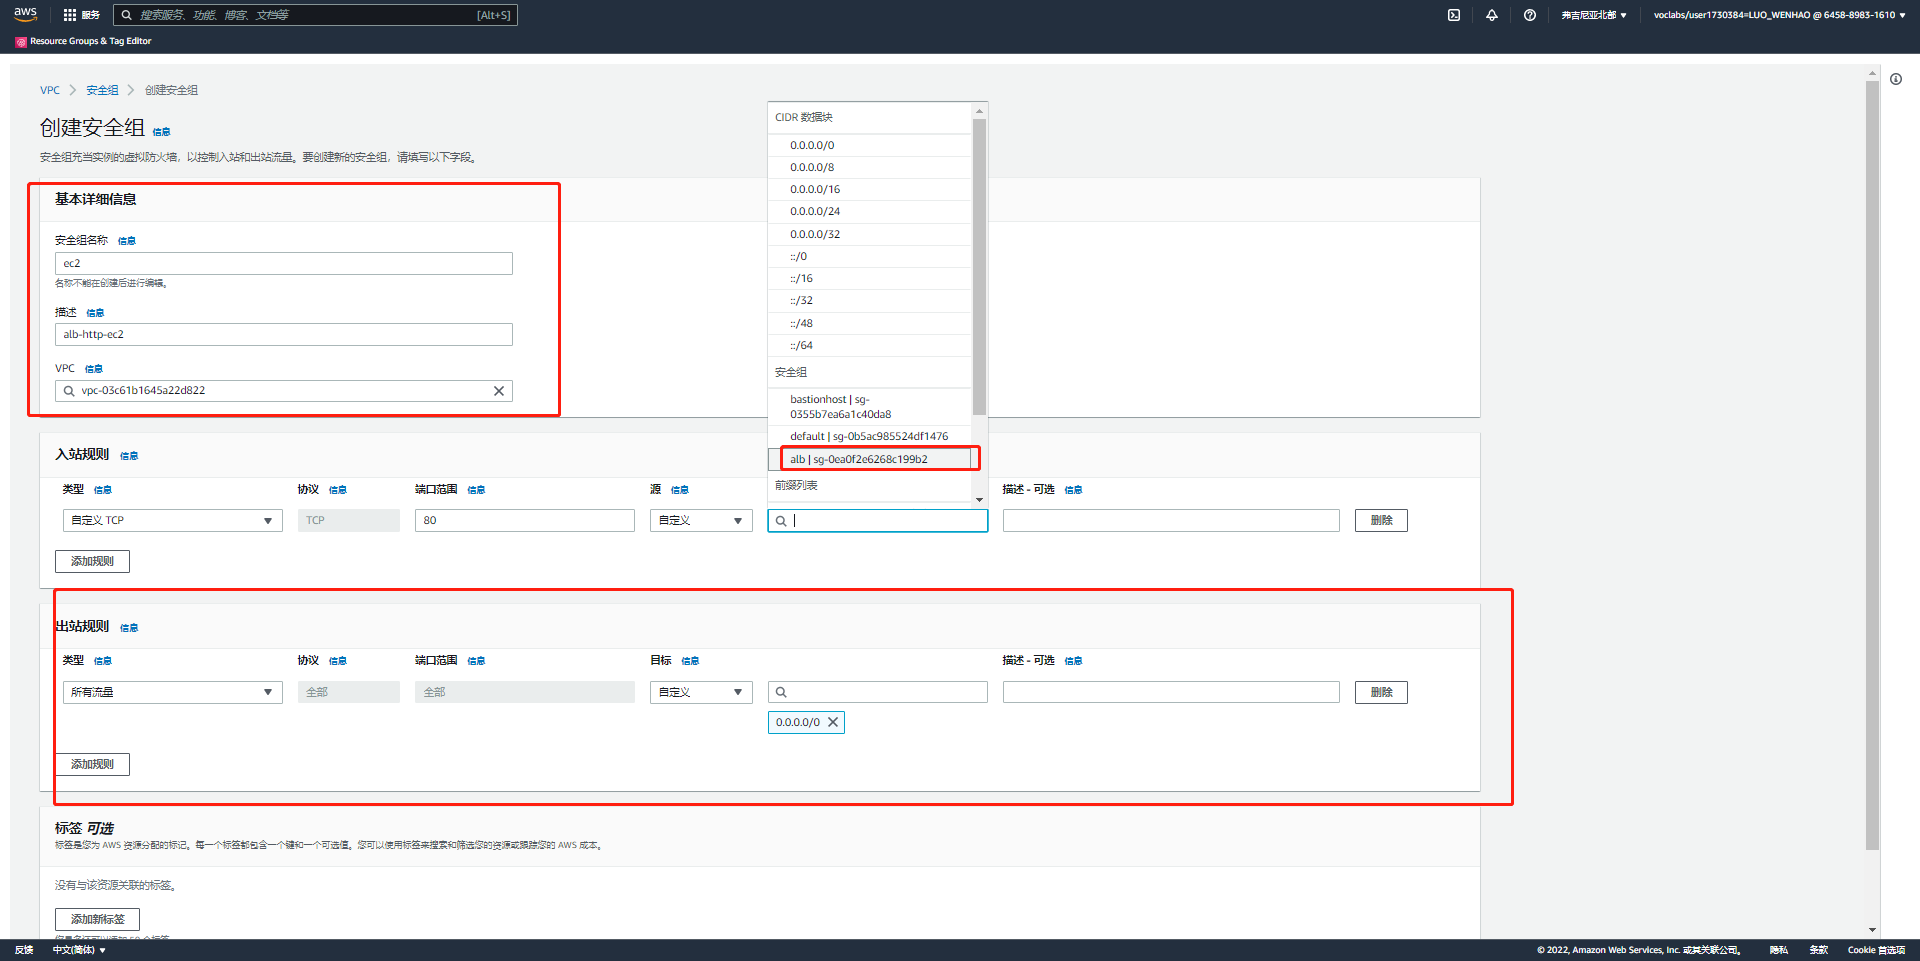 aws
服务
搜索服务、功能、博客、文档等
[Alt+S]
弗吉尼亚北部
voclabs/user1730384=LUO_WENHAO @ 6458-8983-1610
Resource Groups & Tag Editor
VPC
安全组
创建安全组
创建安全组 信息
安全组充当实例的虚拟防火墙，以控制入站和出站流量。要创建新的安全组，请填写以下字段。
基本详细信息
安全组名称 信息
ec2
名称不能在创建后进行编辑。
描述 信息
alb-http-ec2
VPC 信息
vpc-03c61b1645a22d822
CIDR 数据块
0.0.0.0/0
0.0.0.0/8
0.0.0.0/16
0.0.0.0/24
0.0.0.0/32
::/0
::/16
::/32
::/48
::/64
安全组
bastionhost | sg-
0355b7ea6a1c40da8
default | sg-0b5ac985524df1476
alb | sg-0ea0f2e6268c199b2
前缀列表
入站规则 信息
类型 信息 协议 信息 端口范围 信息 源 信息 描述 - 可选 信息
自定义 TCP TCP 80 自定义 删除
添加规则
出站规则 信息
类型 信息 协议 信息 端口范围 信息 目标 信息 描述 - 可选 信息
所有流量 全部 全部 自定义 删除
0.0.0.0/0
添加规则
标签 可选
标签是您为 AWS 资源分配的标记。每一个标签都包含一个键和一个可选值。您可以使用标签来搜索和筛选您的资源或跟踪您的 AWS 成本。
没有与该资源关联的标签。
添加新标签
反馈 中文(简体)
© 2022, Amazon Web Services, Inc. 或其关联公司。 隐私 条款 Cookie 首选项